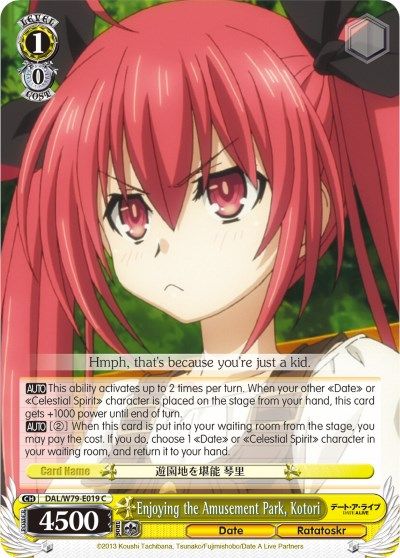 LEVEL
1
0
COST
Hmph, that's because you're just a kid.
AUTO This ability activates up to 2 times per turn. When your other «Date» or
«Celestial Spirit» character is placed on the stage from your hand, this card
gets +1000 power until end of turn.
AUTO [②] When this card is put into your waiting room from the stage, you
may pay cost. If you do, choose 1 «Date» or «Celestial Spirit» character in
your waiting room, and return it to your hand.
Card Name
遊園地を堪能 琴里
CH DAL/W79-E019 C
Enjoying the Amusement Park, Kotori
デート・ア・ライブ
DATE A LIVE
POWER
4500
Date
Ratatoskr
©2013 Koushi Tachibana, Tsunako/Fujimishobo/Date A Live Partners